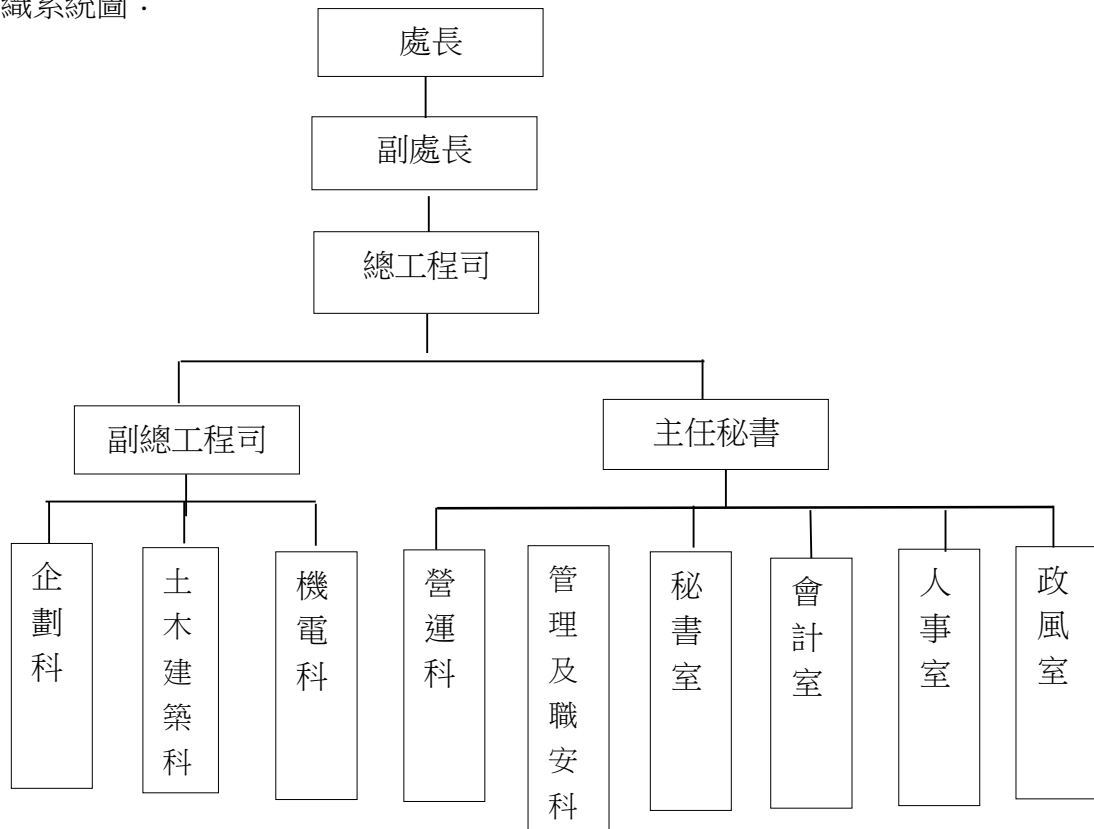 織系統圖：
處長
副處長
總工程司
副總工程司
主任秘書
企劃科
土木建築科
機電科
營運科
管理及職安科
秘書室
會計室
人事室
政風室